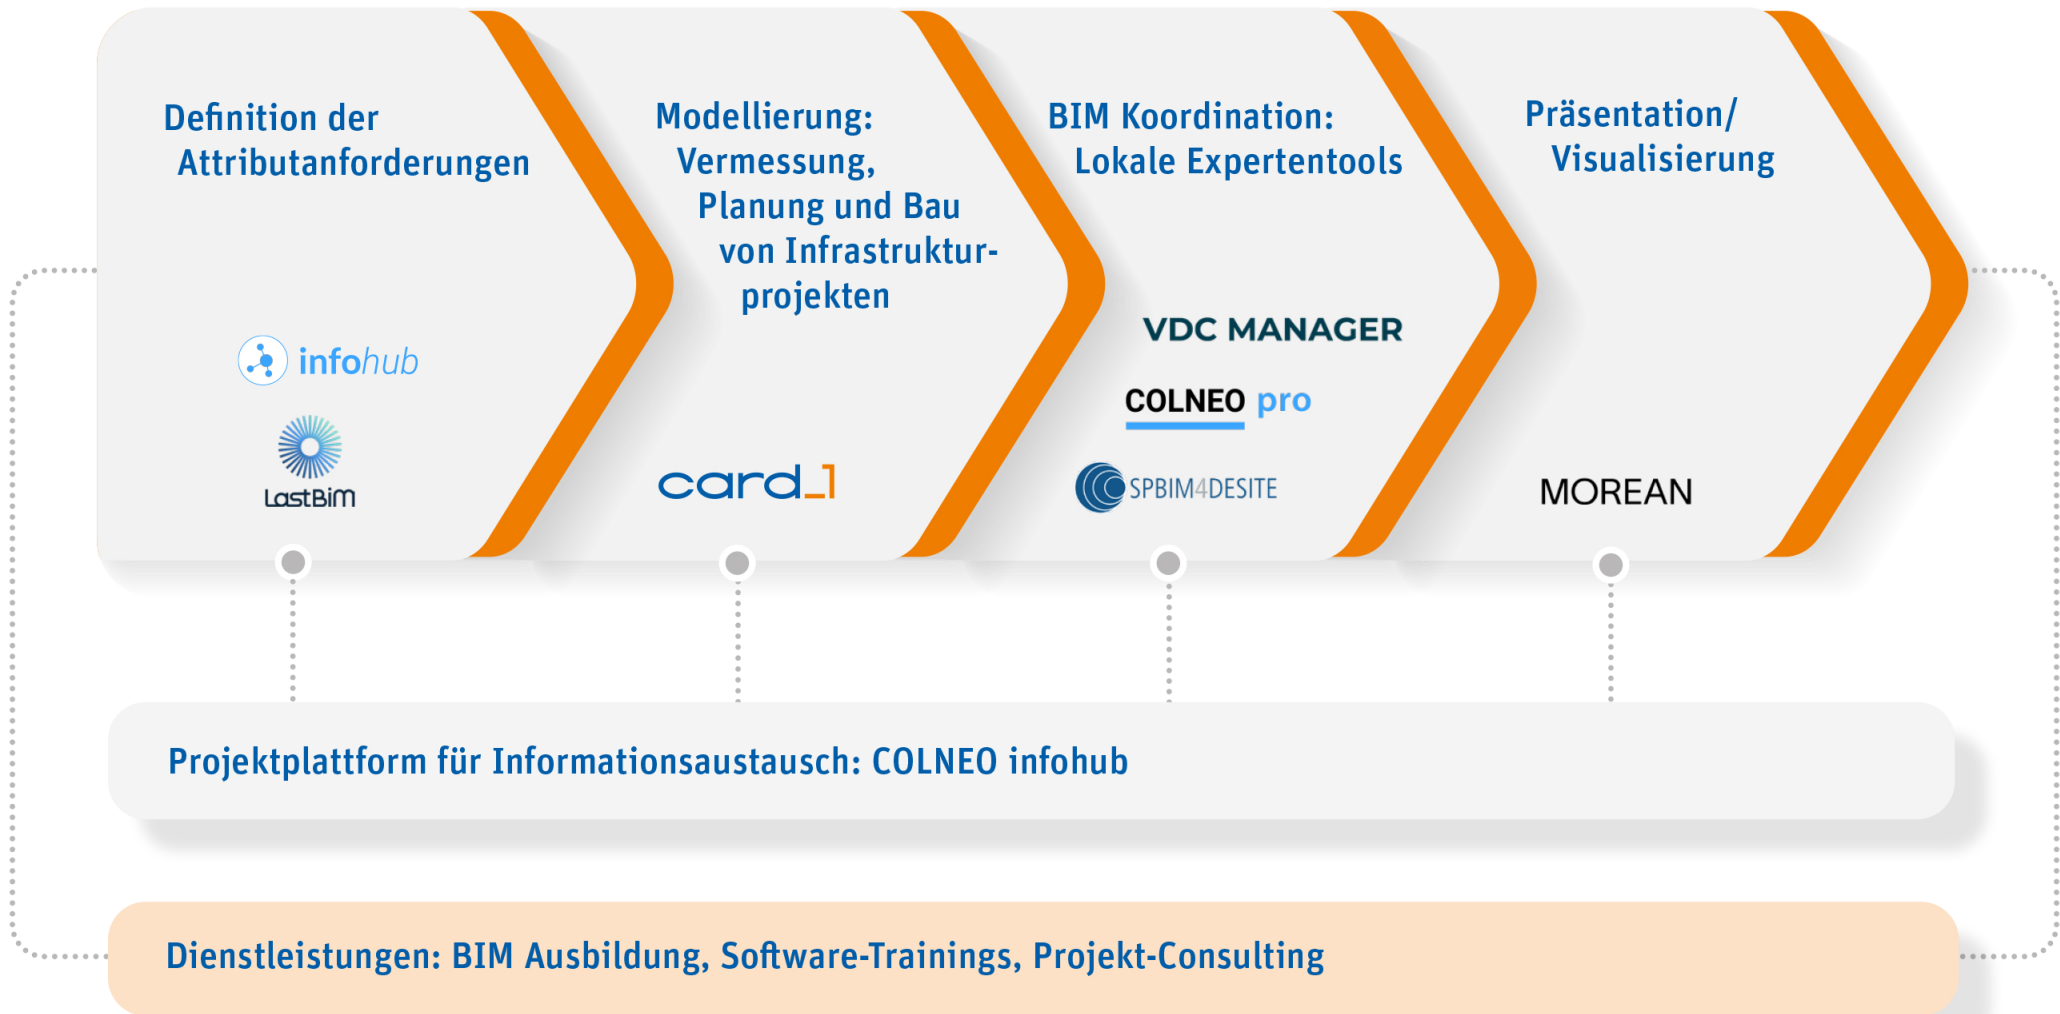 Definition der
Attributanforderungen
infohub
LastBiM
Modellierung:
Vermessung,
Planung und Bau
von Infrastruktur-
projekten
card_1
BIM Koordination:
Lokale Expertentools
VDC MANAGER
COLNEO pro
SPBIM4DESITE
Präsentation/
Visualisierung
MOREAN
Projektplattform für Informationsaustausch: COLNEO infohub
Dienstleistungen: BIM Ausbildung, Software-Trainings, Projekt-Consulting